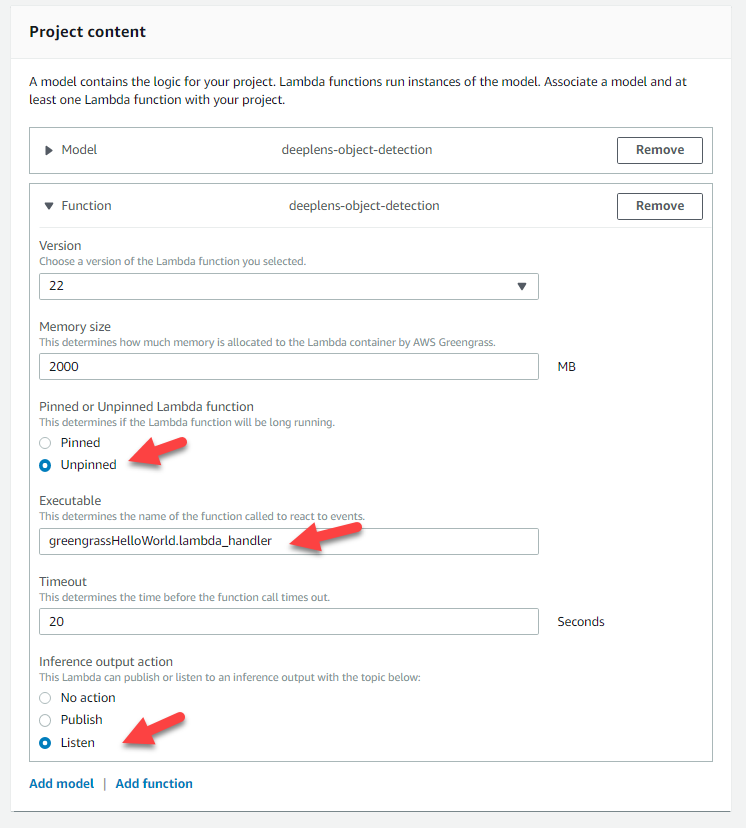 Project content
A model contains the logic for your project. Lambda functions run instances of the model. Associate a model and at
least one Lambda function with your project.
Model deeplens-object-detection Remove
Function deeplens-object-detection Remove
Version
Choose a version of the Lambda function you selected.
22
Memory size
This determines how much memory is allocated to the Lambda container by AWS Greengrass.
2000 MB
Pinned or Unpinned Lambda function
This determines if the Lambda function will be long running.
Pinned
Unpinned
Executable
This determines the name of the function called to react to events.
greengrassHelloWorld.lambda_handler
Timeout
This determines the time before the function call times out.
20 Seconds
Inference output action
This Lambda can publish or listen to an inference output with the topic below:
No action
Publish
Listen
Add model | Add function